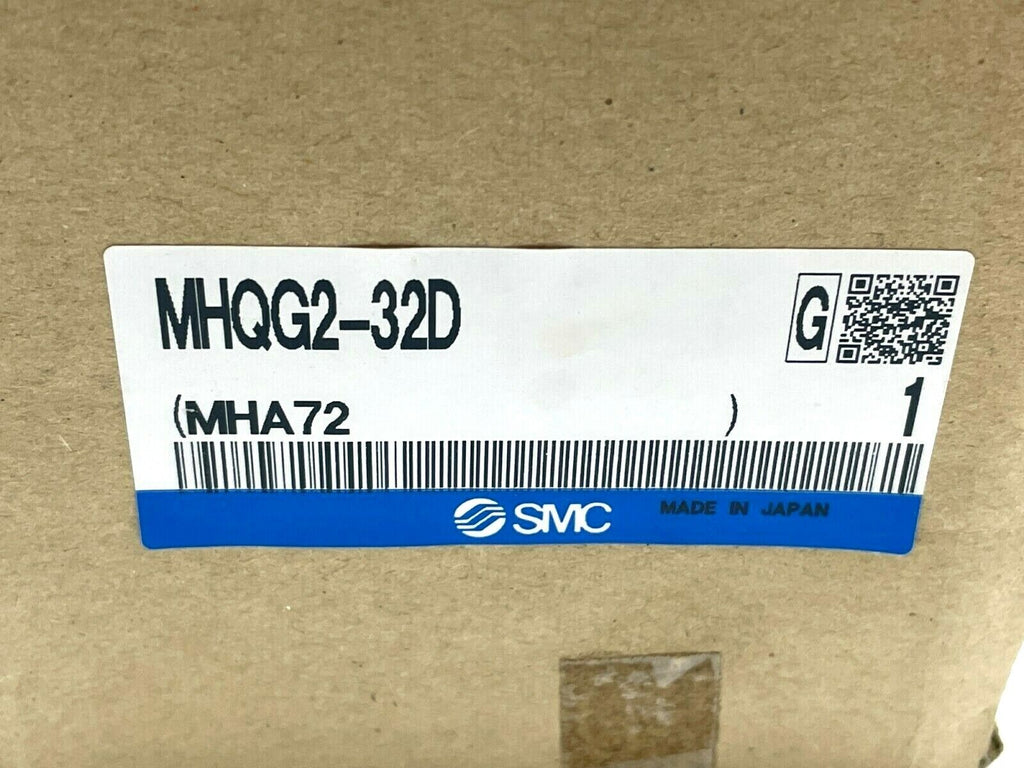 MHQG2-32D
G
(MHA72 )
1
SMC
MADE IN JAPAN